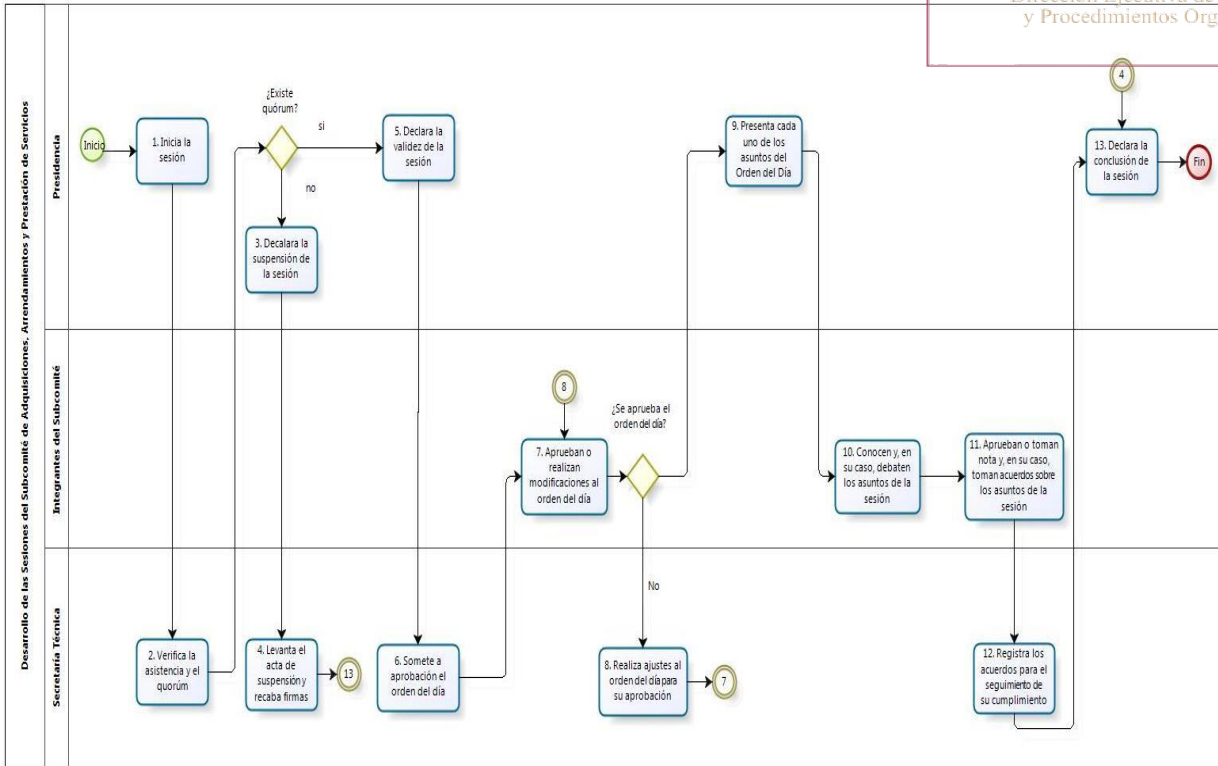 Dirección Ejecutiva de
y Procedimientos Org
Desarrollo de las Sesiones del Subcomité de Adquisiciones, Arrendamientos y Prestación de Servicios
Presidencia
Inicio
1. Inicia la
sesión
¿Existe
quórum?
si
no
3. Decalara la
suspensión de
la sesión
5. Declara la
validez de la
sesión
9. Presenta cada
uno de los
asuntos del
Orden del Día
4
13. Declara la
conclusión de
la sesión
Fin
Integrantes del Subcomité
8
7. Aprueban o
realizan
modificaciones al
orden del día
¿Se aprueba el
orden del día?
No
10. Conocen y, en
su caso, debaten
los asuntos de la
sesión
11. Aprueban o toman
nota y, en su caso,
toman acuerdos sobre
los asuntos de la
sesión
Secretaría Técnica
2. Verifica la
asistencia y el
quorúm
4. Levanta el
acta de
suspensión y
recaba firmas
13
6. Somete a
aprobación el
orden del día
8. Realiza ajustes al
orden del día para
su aprobación
7
12. Registra los
acuerdos para el
seguimiento de
su cumplimiento